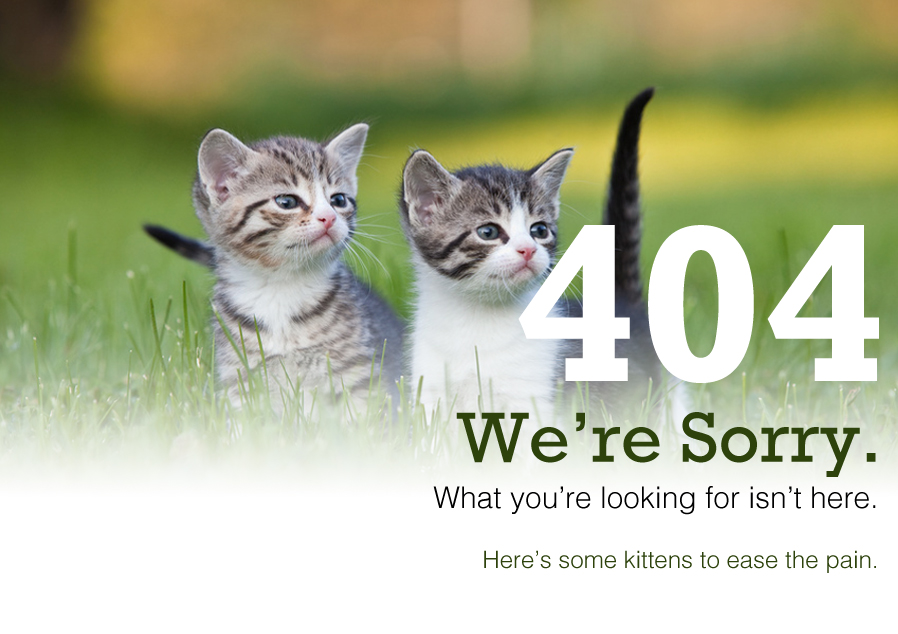 404
We're Sorry.
What you're looking for isn't here.
Here's some kittens to ease the pain.